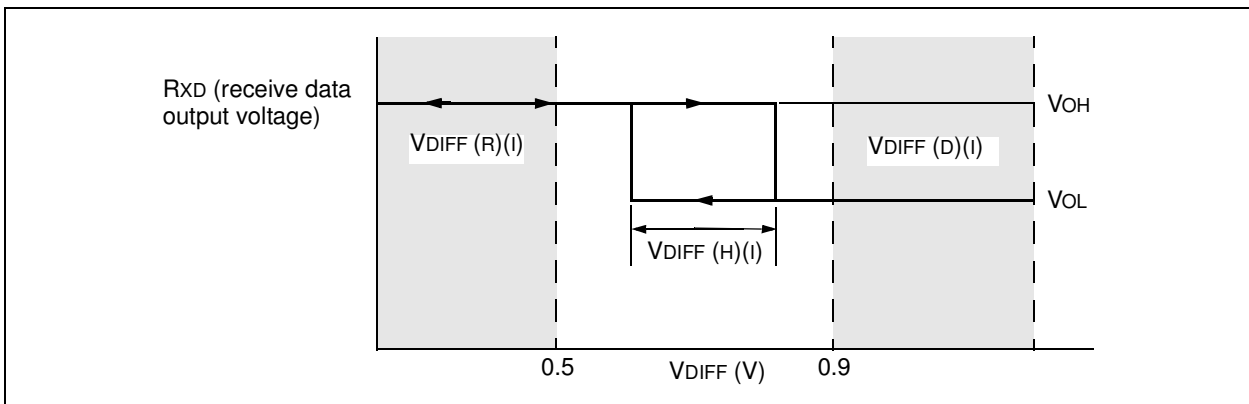 RXD (receive data
output voltage)
VOH
VDIFF (R)(I)
VDIFF (D)(I)
VOL
VDIFF (H)(I)
0.5
VDIFF (V)
0.9